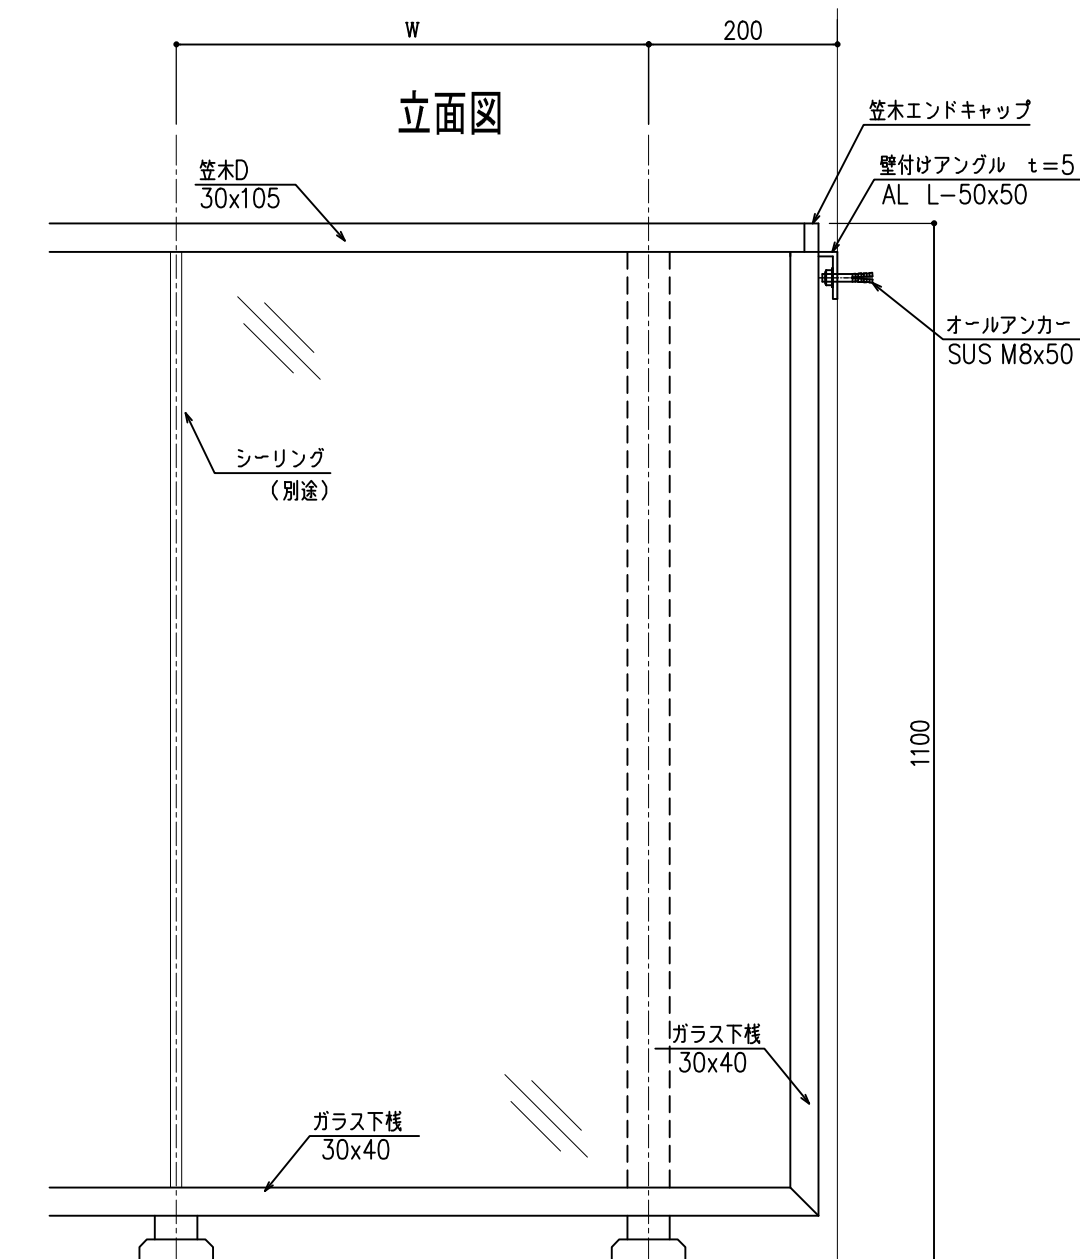 W
200
立面図
笠木エンドキャップ
笠木D
30x105
壁付けアングル t=5
AL L-50x50
オールアンカー
SUS M8x50
シーリング
(別途)
1100
ガラス下桟
30x40
ガラス下桟
30x40